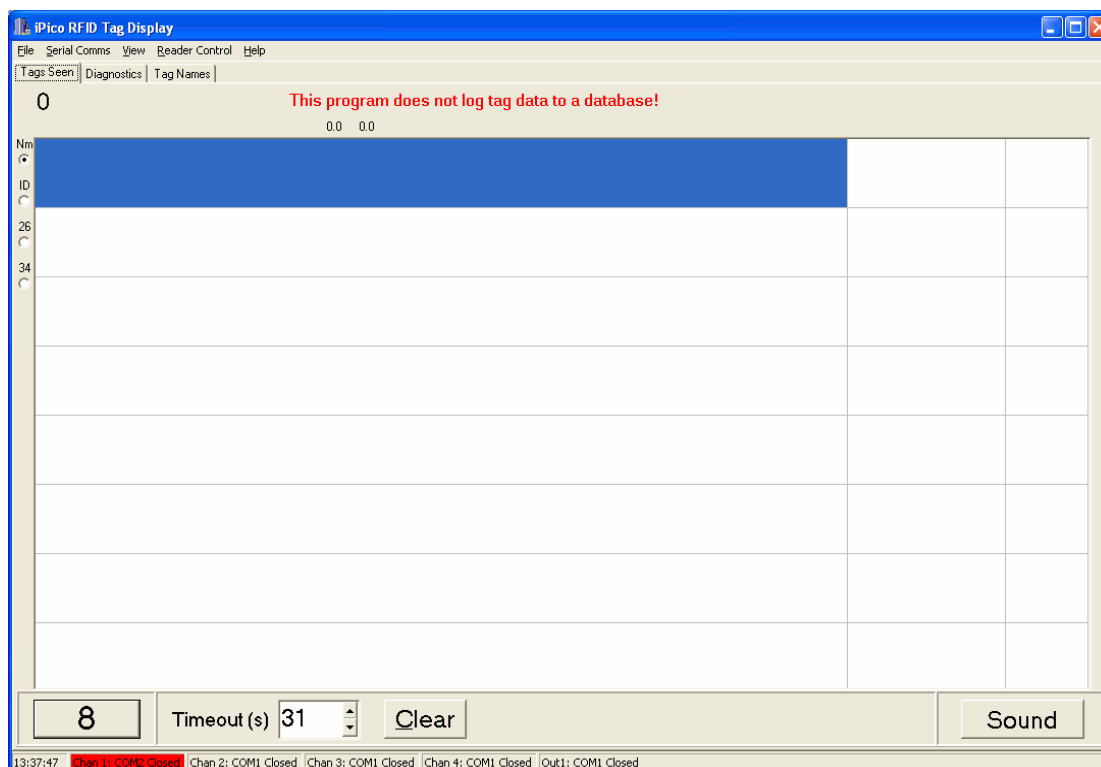 iPico RFID Tag Display
File Serial Comms View Reader Control Help
Tags Seen Diagnostics Tag Names
0 This program does not log tag data to a database!
0.0 0.0
Nm
ID
26
34
8 Timeout (s) 31 Clear Sound
13:37:47 Chan 1: COM2 Closed Chan 2: COM1 Closed Chan 3: COM1 Closed Chan 4: COM1 Closed Out1: COM1 Closed